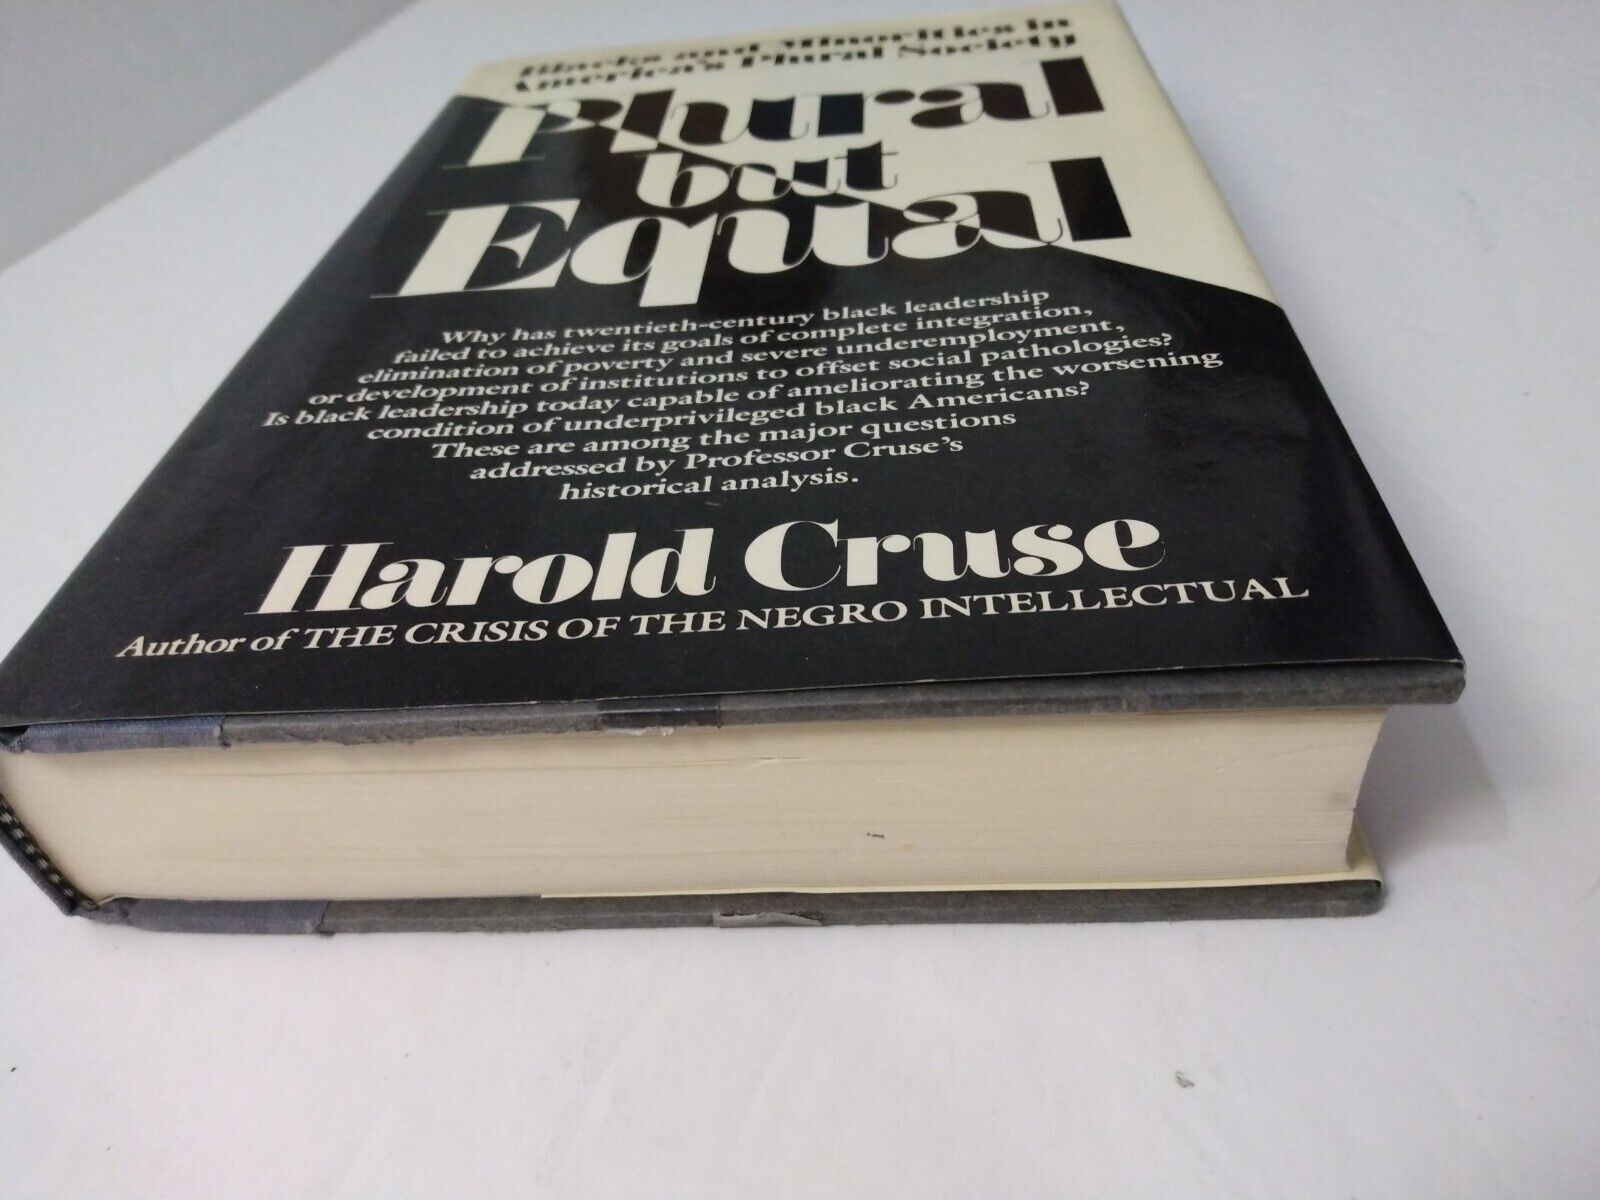 Blacks and Minorities in
America's Plural Society
Plural
but
Equal
Why has twentieth-century black leadership
failed to achieve its goals of complete integration,
elimination of poverty and severe underemployment,
or development of institutions to offset social pathologies?
Is black leadership today capable of ameliorating the worsening
condition of underprivileged black Americans?
These are among the major questions
addressed by Professor Cruse's
historical analysis.
Harold Cruse
Author of THE CRISIS OF THE NEGRO INTELLECTUAL